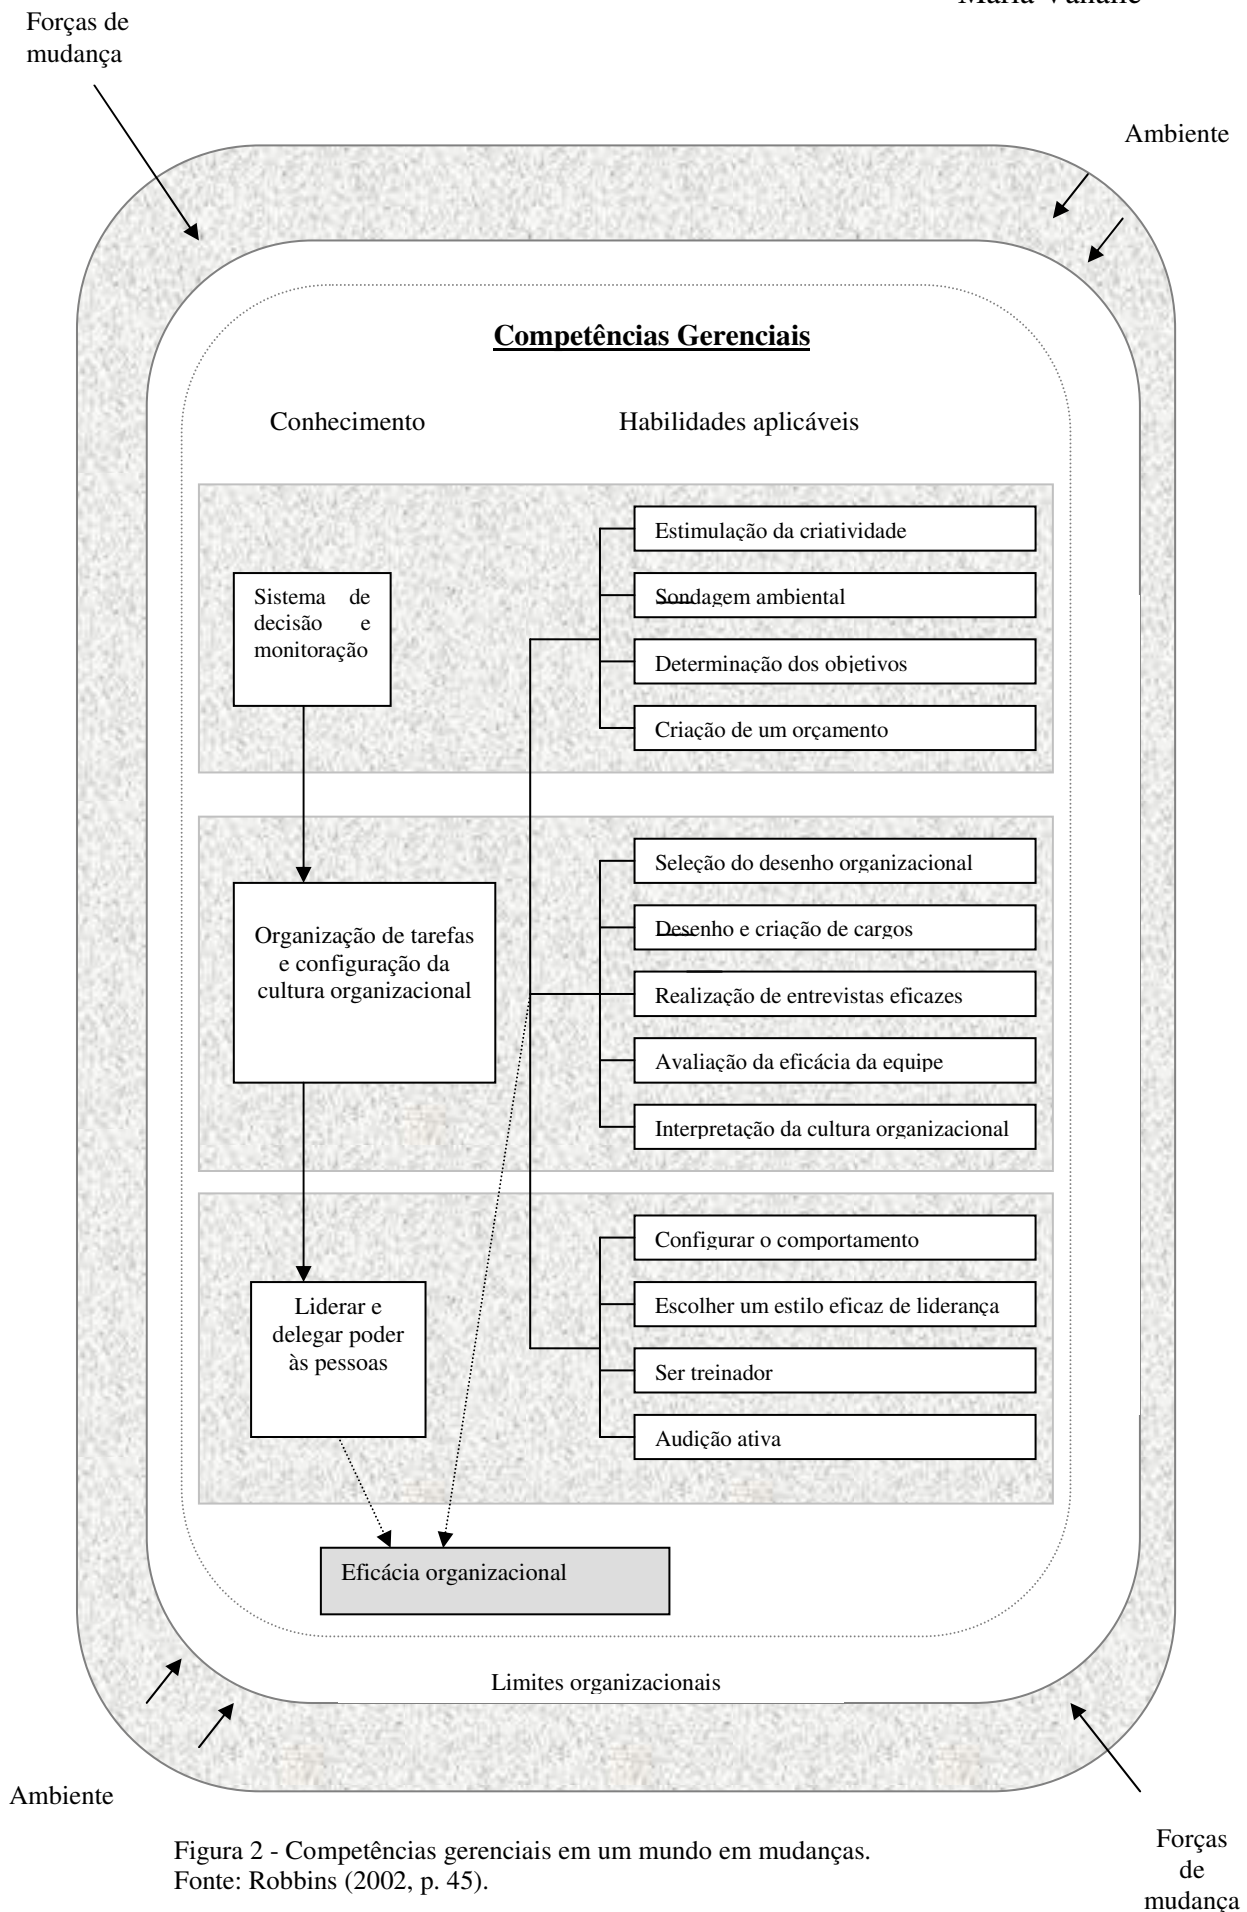 Forças de
mudança
Ambiente
Competências Gerenciais
Conhecimento
Habilidades aplicáveis
Sistema de
decisão e
monitoração
Estimulação da criatividade
Sondagem ambiental
Determinação dos objetivos
Criação de um orçamento
Organização de tarefas
e configuração da
cultura organizacional
Seleção do desenho organizacional
Desenho e criação de cargos
Realização de entrevistas eficazes
Avaliação da eficácia da equipe
Interpretação da cultura organizacional
Liderar e
delegar poder
às pessoas
Configurar o comportamento
Escolher um estilo eficaz de liderança
Ser treinador
Audição ativa
Eficácia organizacional
Limites organizacionais
Ambiente
Forças
de
mudança
Figura 2 - Competências gerenciais em um mundo em mudanças.
Fonte: Robbins (2002, p. 45).